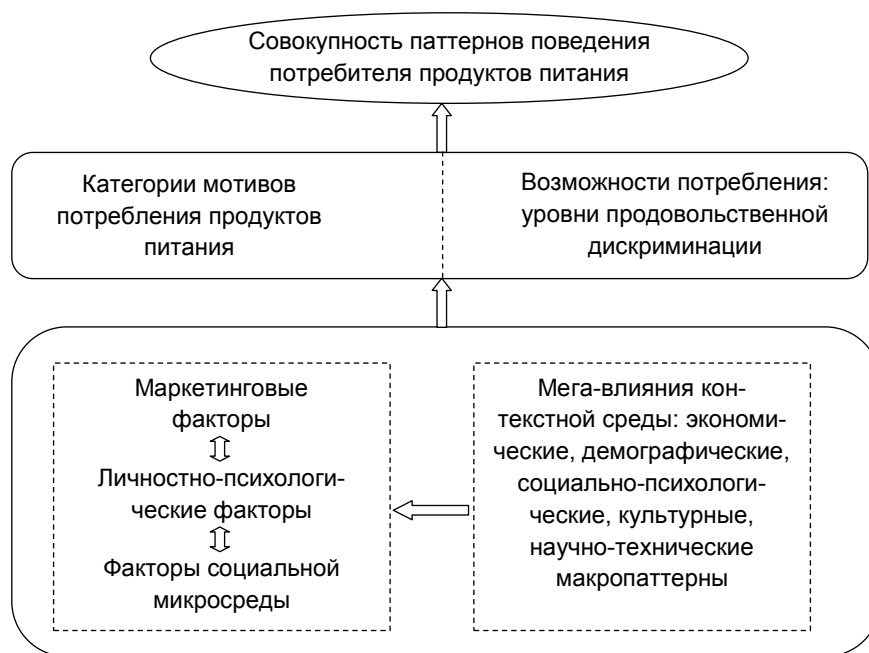 Совокупность паттернов поведения
потребителя продуктов питания
Категории мотивов
потребления продуктов
питания
Возможности потребления:
уровни продовольственной
дискриминации
Маркетинговые
факторы
Личностно-психологи-
ческие факторы
Факторы социальной
микросреды
Мега-влияния кон-
текстной среды: экономи-
ческие, демографические,
социально-психологи-
ческие, культурные,
научно-технические
макропаттерны